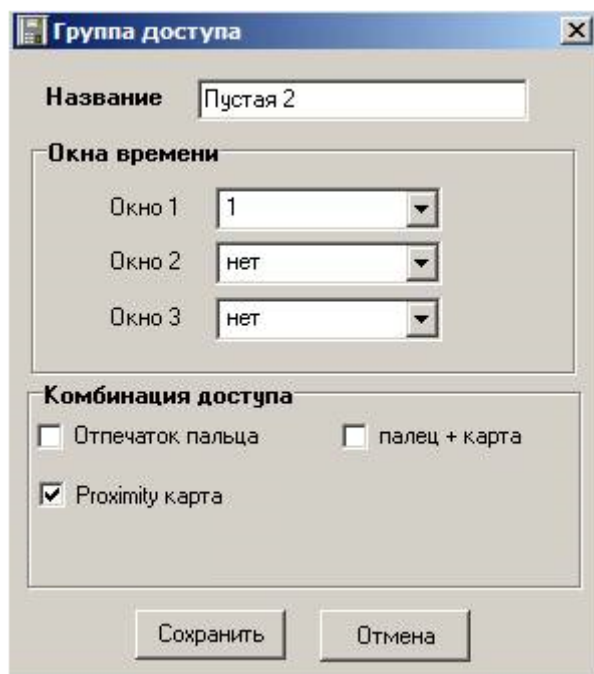 Группа доступа
Название Пустая 2
Окна времени
Окно 1 1
Окно 2 нет
Окно 3 нет
Комбинация доступа
Отпечаток пальца палец + карта
Proximity карта
Сохранить Отмена